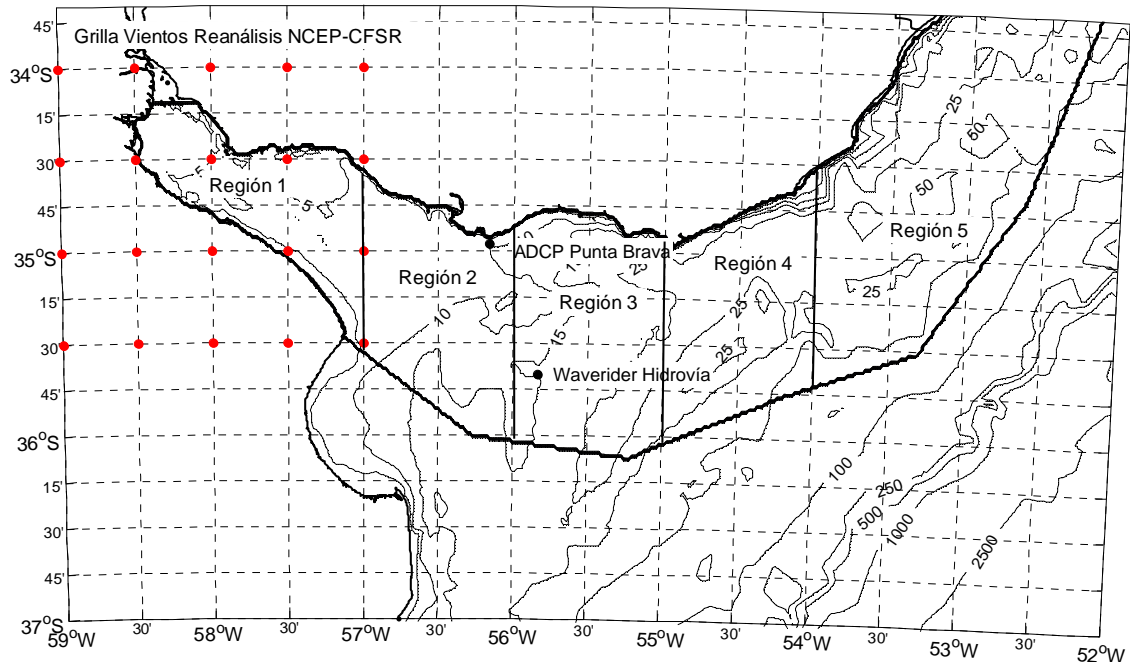 45'
Grilla Vientos Reanálisis NCEP-CFSR
34°S
15'
30'
45'
35°S
15'
30'
45'
36°S
15'
30'
45'
37°S
Región 1
Región 2
Región 3
Región 4
Región 5
ADCP Punta Brava
Waverider Hidrovía
5
5
10
15
25
25
25
25
50
50
25
100
250
500
1000
2500
59°W
30'
58°W
30'
57°W
30'
56°W
30'
55°W
30'
54°W
30'
53°W
30'
52°W